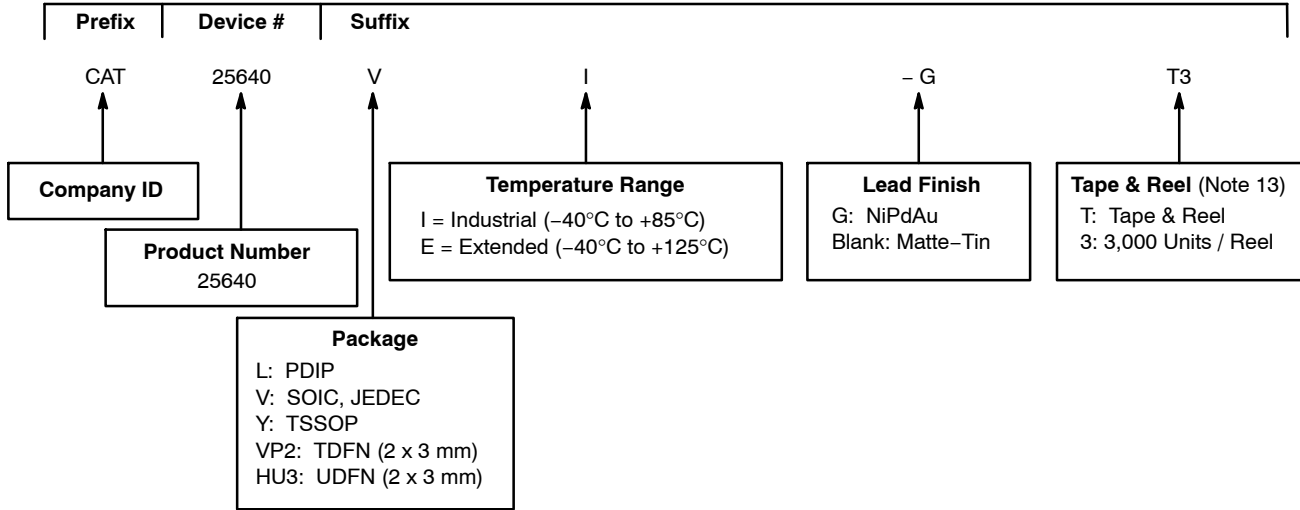 Prefix Device # Suffix
CAT 25640 V I – G T3
Company ID
Product Number
25640
Package
L: PDIP
V: SOIC, JEDEC
Y: TSSOP
VP2: TDFN (2 x 3 mm)
HU3: UDFN (2 x 3 mm)
Temperature Range
I = Industrial (−40°C to +85°C)
E = Extended (−40°C to +125°C)
Lead Finish
G: NiPdAu
Blank: Matte−Tin
Tape & Reel (Note 13)
T: Tape & Reel
3: 3,000 Units / Reel